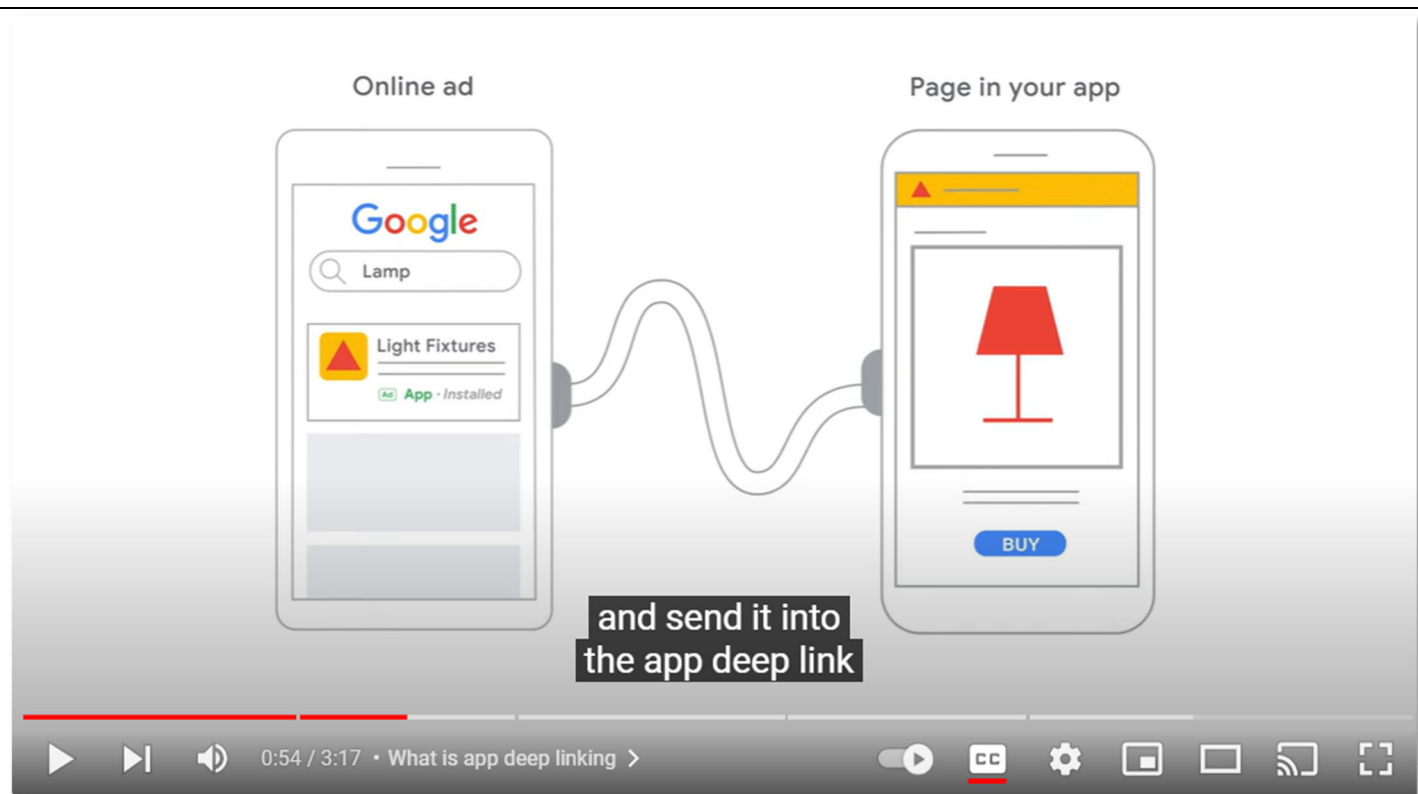 Online ad
Page in your app
Google
Lamp
Light Fixtures
Ad App · Installed
BUY
and send it into
the app deep link
0:54 / 3:17 • What is app deep linking >
CC